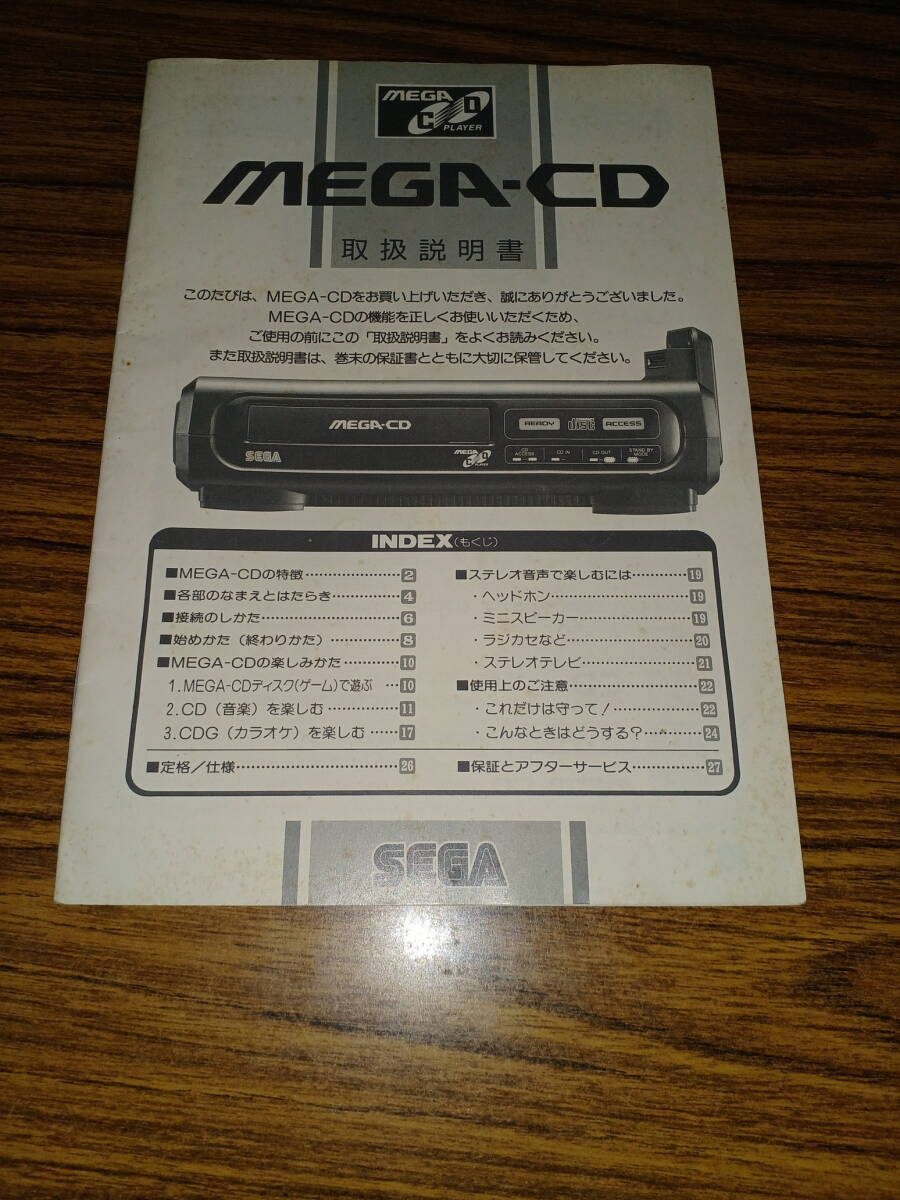 MEGA CD PLAYER
MEGA-CD
取扱説明書
このたびは、MEGA-CDをお買い上げいただき、誠にありがとうございました。
MEGA-CDの機能を正しくお使いいただくため、
ご使用の前にこの「取扱説明書」をよくお読みください。
また取扱説明書は、巻末の保証書とともに大切に保管してください。
MEGA-CD
READY
disc
ACCESS
SEGA
MEGA CD PLAYER
CD ACCESS
CD IN
CD OUT
STAND BY MODE
INDEX(もくじ)
■MEGA-CDの特徴……………2
■各部のなまえとはたらき…………4
■接続のしかた……………………6
■始めかた（終わりかた）…………8
■MEGA-CDの楽しみかた………10
1.MEGA-CDディスク(ゲーム)で遊ぶ…10
2.CD（音楽）を楽しむ…………11
3.CDG（カラオケ）を楽しむ……17
■定格／仕様………………………26
■ステレオ音声で楽しむには…………19
・ヘッドホン……………………19
・ミニスピーカー………………19
・ラジカセなど…………………20
・ステレオテレビ………………21
■使用上のご注意…………………22
・これだけは守って！……………22
・こんなときはどうする？………24
■保証とアフターサービス…………27
SEGA